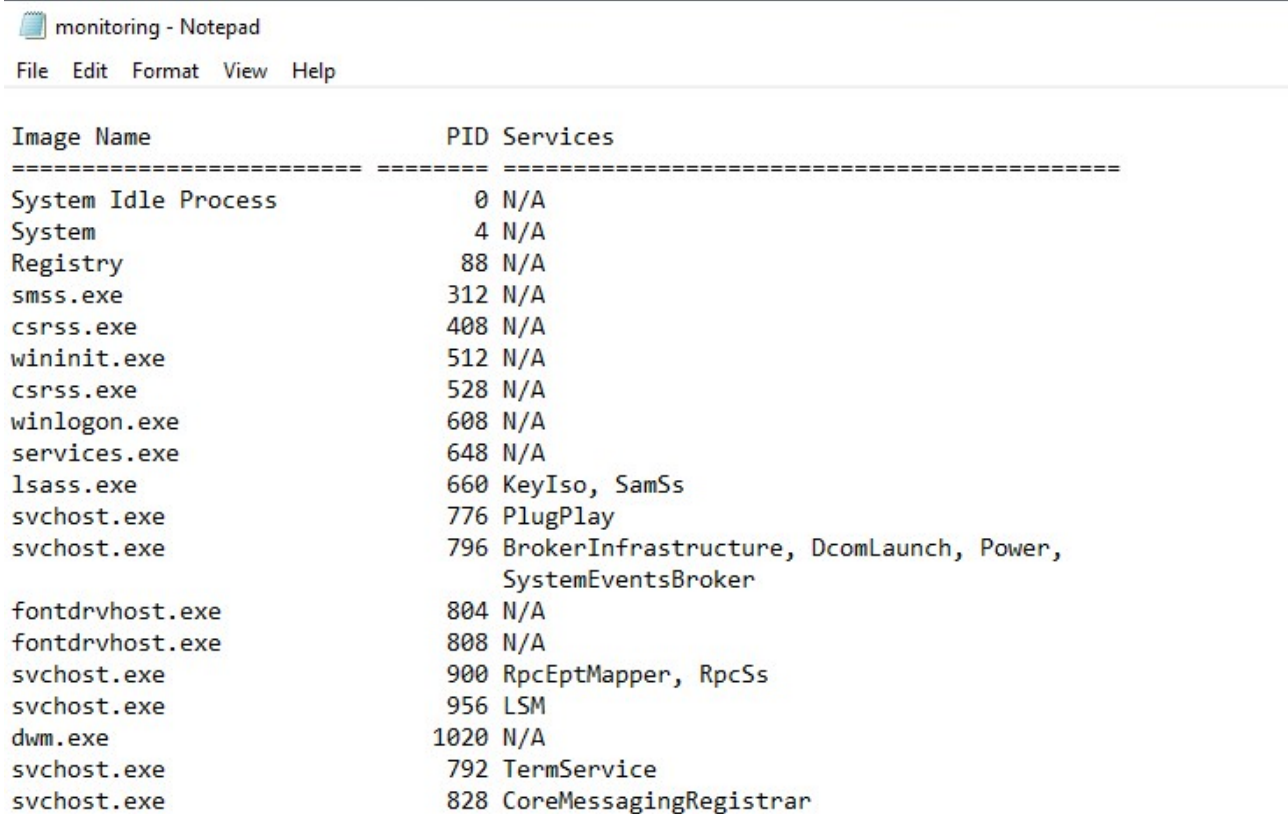 monitoring - Notepad
File Edit Format View Help
Image Name                     PID Services
========================= ======== ============================================
System Idle Process              0 N/A
System                           4 N/A
Registry                        88 N/A
smss.exe                       312 N/A
csrss.exe                      408 N/A
wininit.exe                    512 N/A
csrss.exe                      528 N/A
winlogon.exe                   608 N/A
services.exe                   648 N/A
lsass.exe                      660 KeyIso, SamSs
svchost.exe                    776 PlugPlay
svchost.exe                    796 BrokerInfrastructure, DcomLaunch, Power,
                                   SystemEventsBroker
fontdrvhost.exe                804 N/A
fontdrvhost.exe                808 N/A
svchost.exe                    900 RpcEptMapper, RpcSs
svchost.exe                    956 LSM
dwm.exe                       1020 N/A
svchost.exe                    792 TermService
svchost.exe                    828 CoreMessagingRegistrar